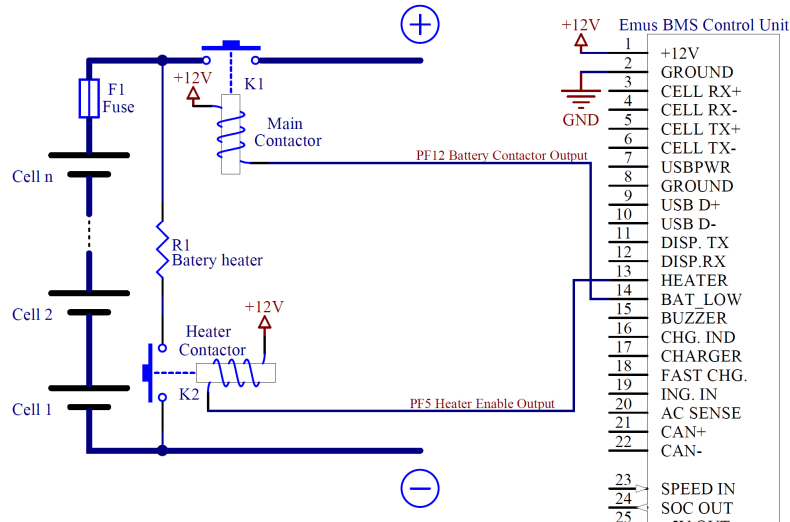 +12V
Emus BMS Control Unit
1
+12V
2
GROUND
3
CELL RX+
4
CELL RX-
5
CELL TX+
6
CELL TX-
7
USBPWR
8
GROUND
9
USB D+
10
USB D-
11
DISP. TX
12
DISP.RX
13
HEATER
14
BAT_LOW
15
BUZZER
16
CHG. IND
17
CHARGER
18
FAST CHG.
19
ING. IN
20
AC SENSE
21
CAN+
22
CAN-
23
SPEED IN
24
SOC OUT
25
+5V OUT
GND
+12V
K1
F1
Fuse
Main
Contactor
PF12 Battery Contactor Output
Cell n
R1
Batery heater
+12V
Cell 2
Heater
Contactor
K2
Cell 1
PF5 Heater Enable Output